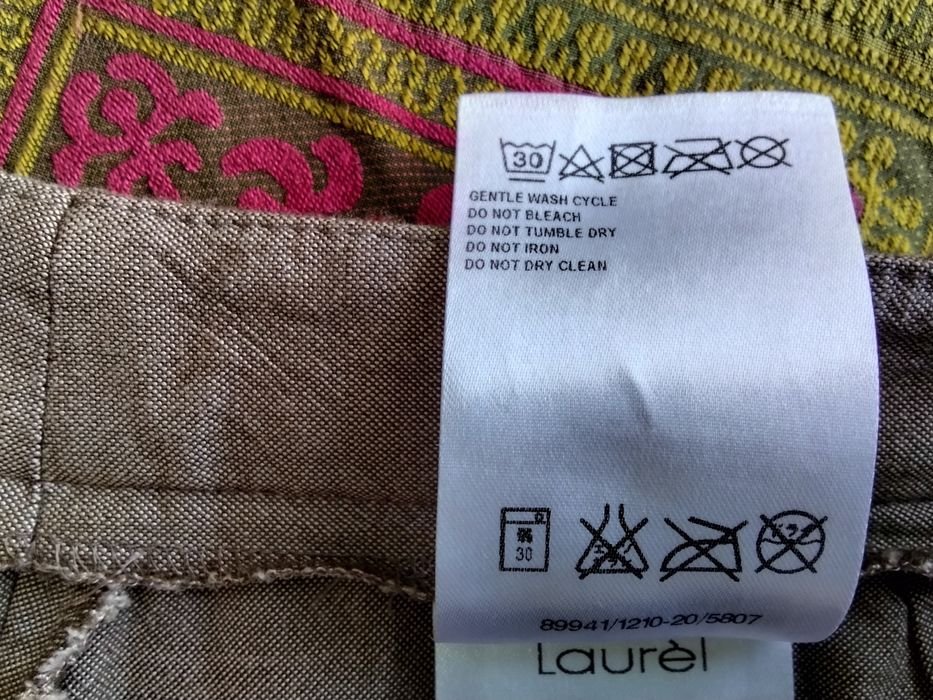 30
GENTLE WASH CYCLE
DO NOT BLEACH
DO NOT TUMBLE DRY
DO NOT IRON
DO NOT DRY CLEAN
30
89941/1210-20/5807
Laurèl